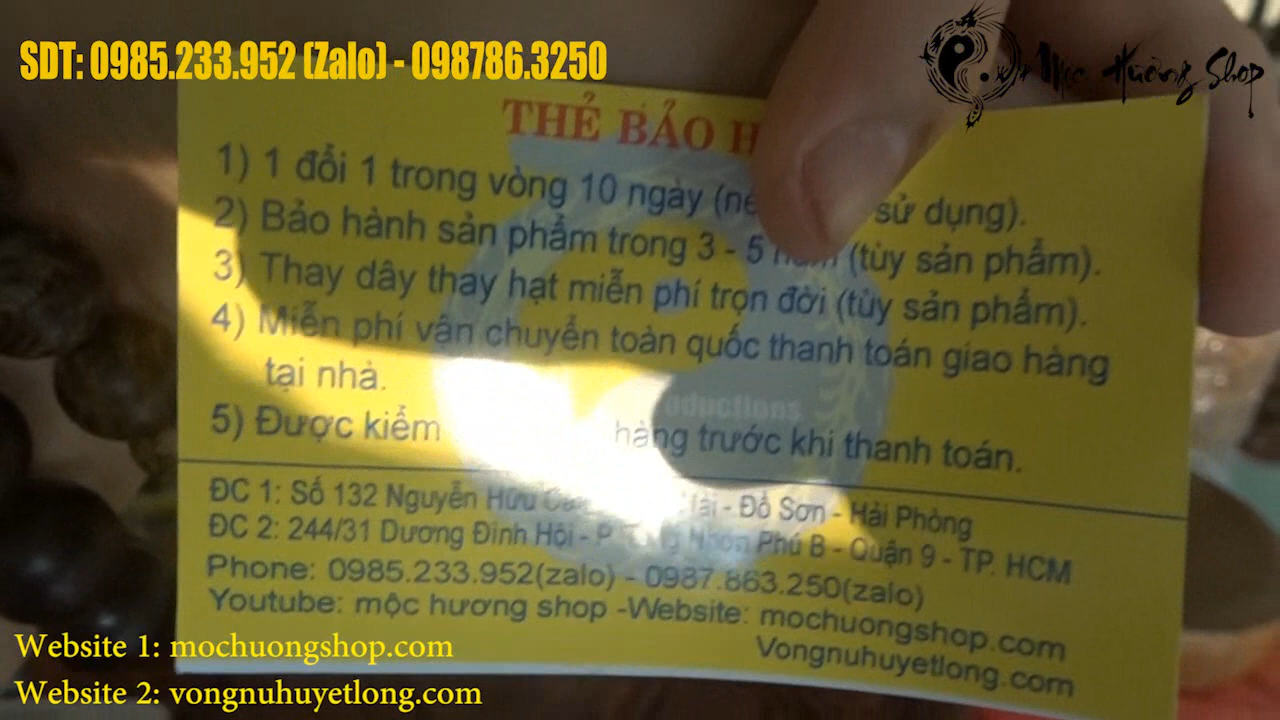 SDT: 0985.233.952 (Zalo) - 098786.3250
Mộc Hương Shop
THẺ BẢO
1) 1 đổi 1 trong vòng 10 ngày sử dụng).
2) Bảo hành sản phẩm trong 3 - 5 năm (tùy sản phẩm).
3) Thay dây thay hạt miễn phí trọn đời (tùy sản phẩm).
4) Miễn phí vận chuyển toàn quốc thanh toán giao hàng
tại nhà.
5) Được kiểm hàng trước khi thanh toán.
ĐC 1: Số 132 Nguyễn Hữu - Đồ Sơn - Hải Phòng
ĐC 2: 244/31 Dương Đình Hội - Phú B - Quận 9 - TP. HCM
Phone: 0985.233.952(zalo) - 0987.863.250(zalo)
Youtube: mộc hương shop -Website: mochuongshop.com
Vongnuhuyetlong.com
Website 1: mochuongshop.com
Website 2: vongnuhuyetlong.com